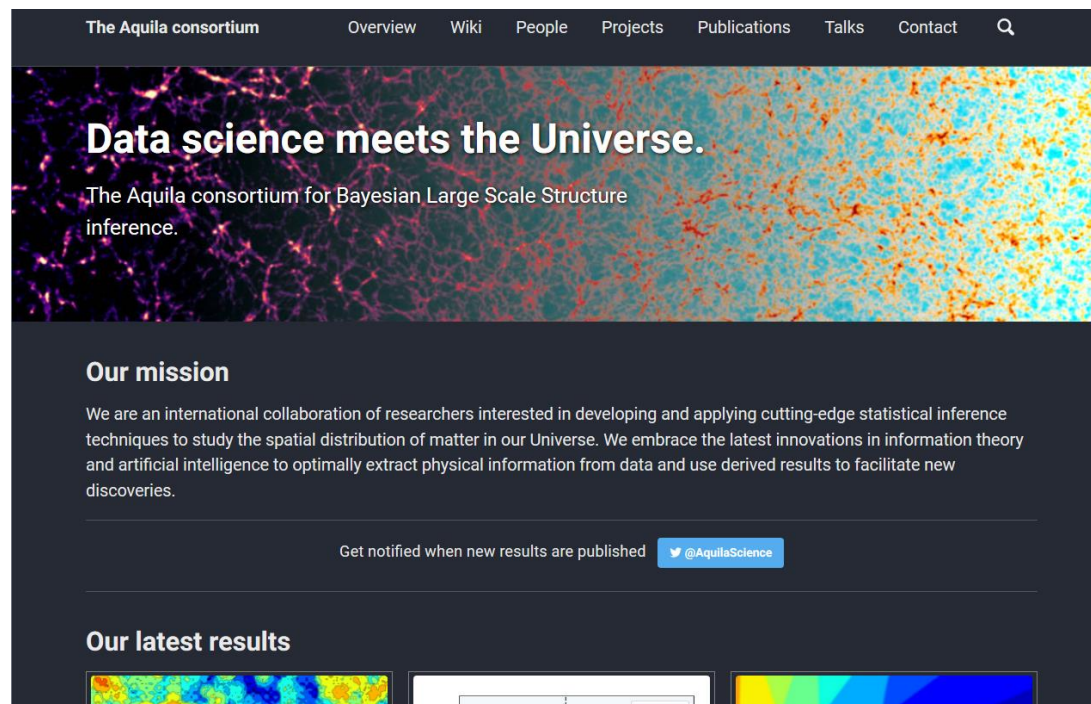 The Aquila consortium Overview Wiki People Projects Publications Talks Contact
Data science meets the Universe.
The Aquila consortium for Bayesian Large Scale Structure
inference.
Our mission
We are an international collaboration of researchers interested in developing and applying cutting-edge statistical inference
techniques to study the spatial distribution of matter in our Universe. We embrace the latest innovations in information theory
and artificial intelligence to optimally extract physical information from data and use derived results to facilitate new
discoveries.
Get notified when new results are published @AquilaScience
Our latest results